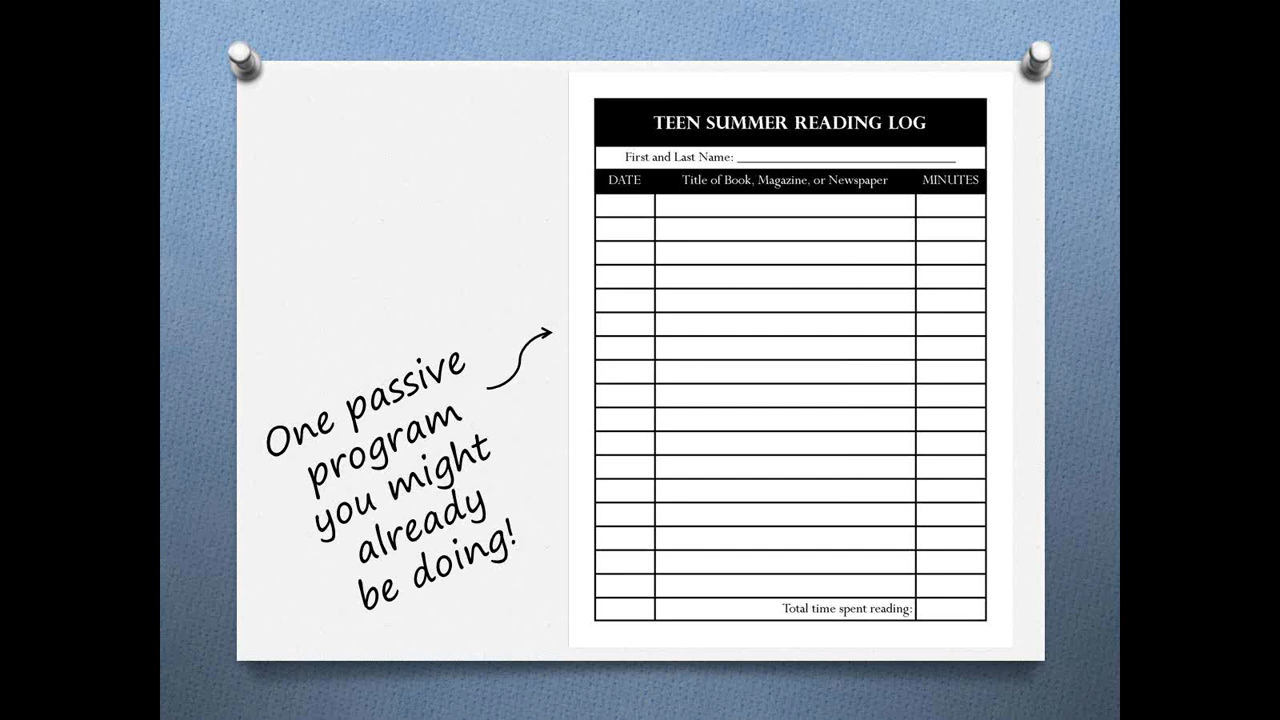 One passive
program
you might
already
be doing!
TEEN SUMMER READING LOG
First and Last Name: ______________________________
DATE Title of Book, Magazine, or Newspaper MINUTES
Total time spent reading: